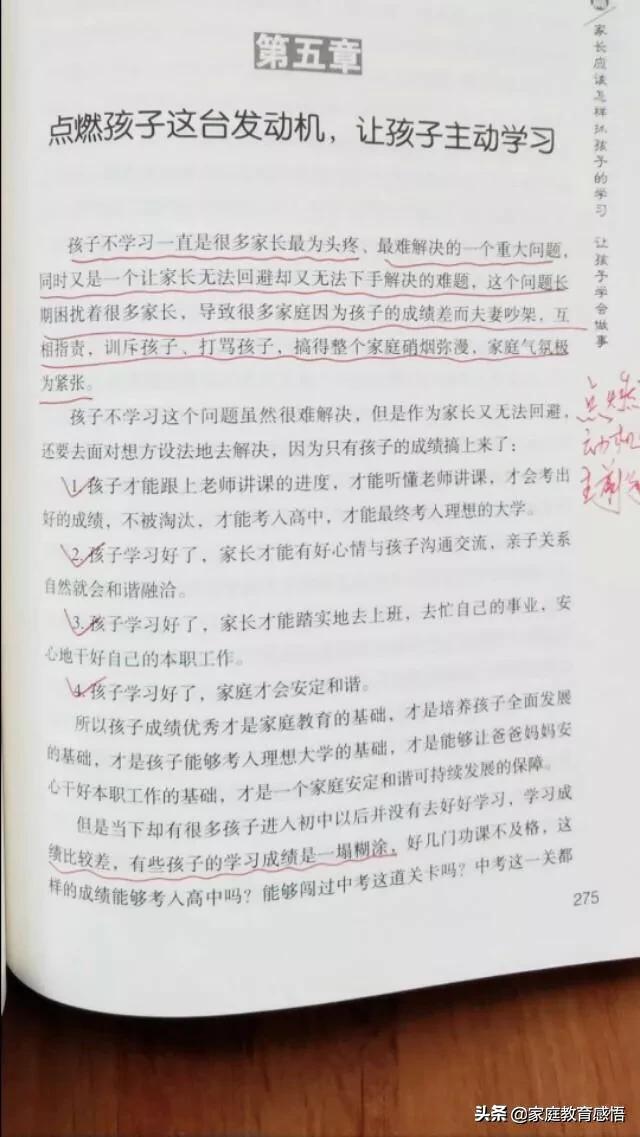 第五章
点燃孩子这台发动机，让孩子主动学习
孩子不学习一直是很多家长最为头疼、最难解决的一个重大问题，
同时又是一个让家长无法回避却又无法下手解决的难题，这个问题长
期困扰着很多家长，导致很多家庭因为孩子的成绩差而夫妻吵架，互
相指责，训斥孩子、打骂孩子，搞得整个家庭硝烟弥漫，家庭气氛极
为紧张。
孩子不学习这个问题虽然很难解决，但是作为家长又无法回避，
还要去面对想方设法地去解决，因为只有孩子的成绩搞上来了：
1.孩子才能跟上老师讲课的进度，才能听懂老师讲课，才会考出
好的成绩，不被淘汰，才能考入高中，才能最终考入理想的大学。
2.孩子学习好了，家长才能有好心情与孩子沟通交流，亲子关系
自然就会和谐融洽。
3.孩子学习好了，家长才能踏实地去上班，去忙自己的事业，安
心地干好自己的本职工作。
4.孩子学习好了，家庭才会安定和谐。
所以孩子成绩优秀才是家庭教育的基础，才是培养孩子全面发展
的基础，才是孩子能够考入理想大学的基础，才是能够让爸爸妈妈安
心干好本职工作的基础，才是一个家庭安定和谐可持续发展的保障。
但是当下却有很多孩子进入初中以后并没有去好好学习，学习成
绩比较差，有些孩子的学习成绩是一塌糊涂，好几门功课不及格，这
样的成绩能够考入高中吗？能够闯过中考这道关卡吗？中考这一关都
275
家长应该怎样抓孩子的学习 让孩子学会做事
点燃
动机
主动学
头条 @家庭教育感悟